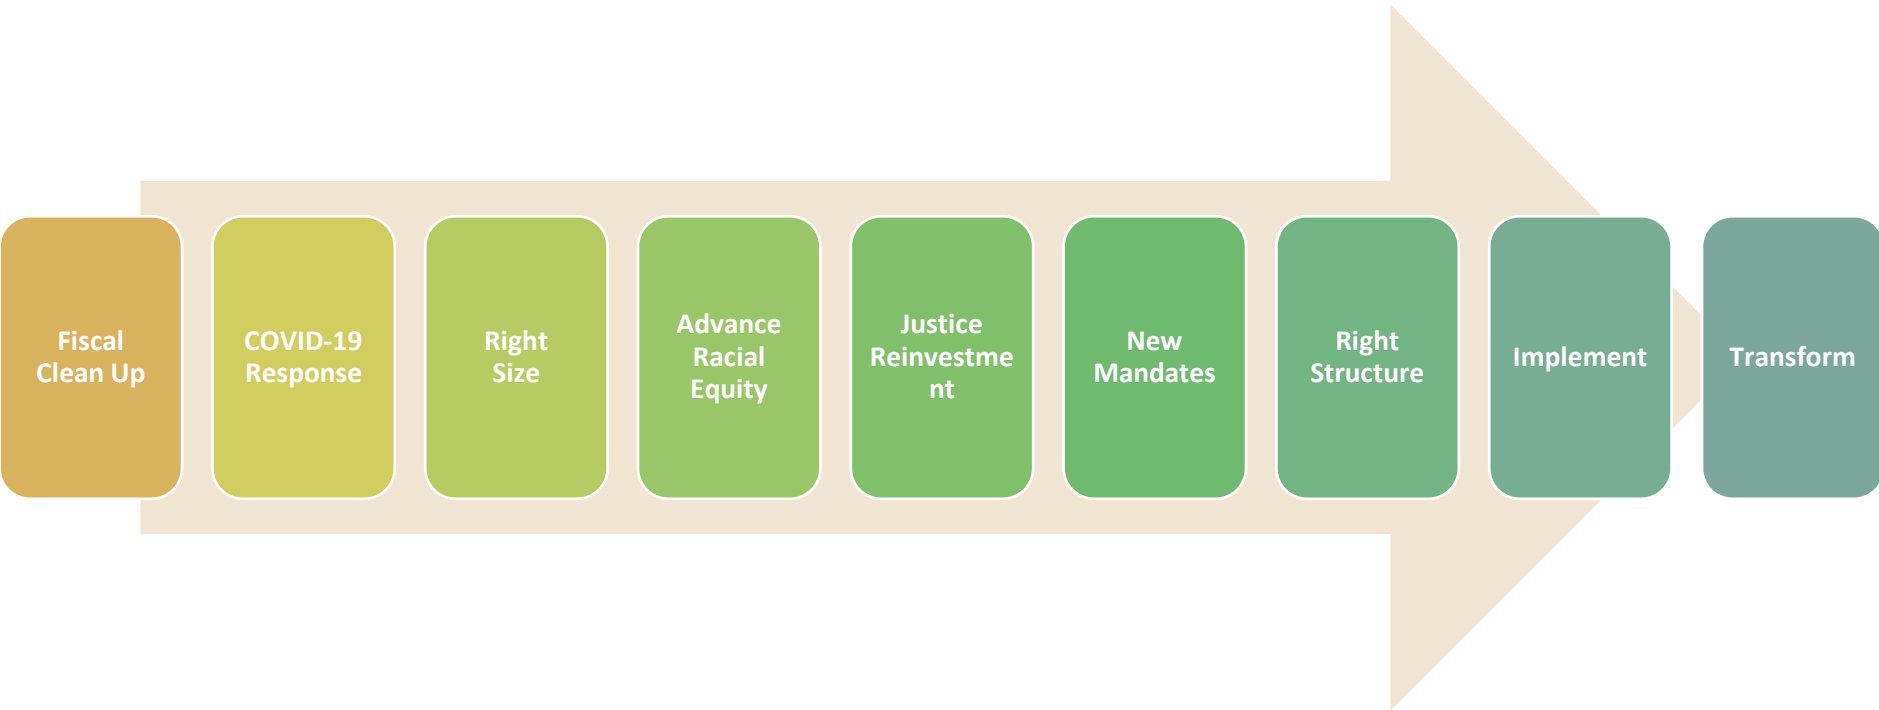 Fiscal
Clean Up
COVID-19
Response
Right
Size
Advance
Racial
Equity
Justice
Reinvestme
nt
New
Mandates
Right
Structure
Implement
Transform